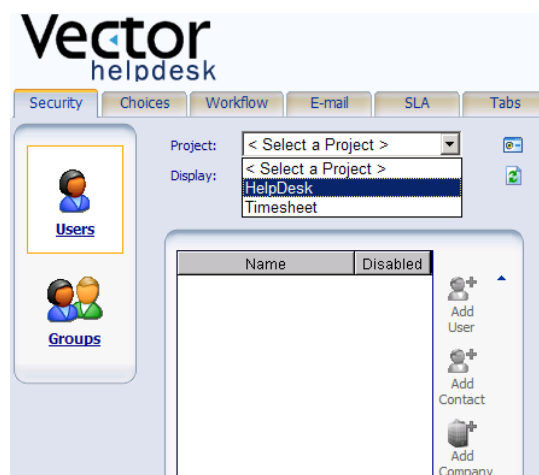 Vector
helpdesk
Security Choices Workflow E-mail SLA Tabs
Project: < Select a Project >
Display: < Select a Project >
HelpDesk
Timesheet
Users
Groups
Name Disabled
Add
User
Add
Contact
Add
Company